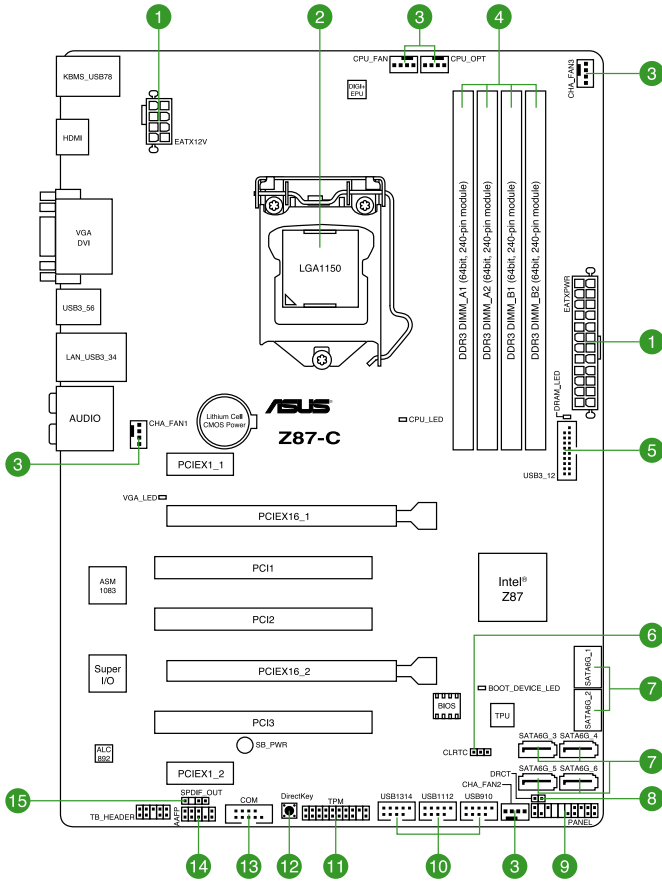 1
2
3
4
KBMS_USB78
CPU_FAN
CPU_OPT
CHA_FAN3
3
DIGI+
EPU
HDMI
EATX12V
VGA
DVI
LGA1150
DDR3 DIMM_A1 (64bit, 240-pin module)
DDR3 DIMM_A2 (64bit, 240-pin module)
DDR3 DIMM_B1 (64bit, 240-pin module)
DDR3 DIMM_B2 (64bit, 240-pin module)
EATXPWR
1
USB3_56
LAN_USB3_34
DRAM_LED
AUDIO
CHA_FAN1
Lithium Cell
CMOS Power
ASUS
Z87-C
CPU_LED
5
3
PCIEX1_1
USB3_12
VGA_LED
PCIEX16_1
ASM
1083
PCI1
Intel®
Z87
PCI2
6
Super
I/O
PCIEX16_2
BOOT_DEVICE_LED
SATA6G_1
SATA6G_2
7
BIOS
TPU
PCI3
SB_PWR
ALC
892
CLRTC
SATA6G_3
SATA6G_4
7
PCIEX1_2
DRCT
SATA6G_5
SATA6G_6
CHA_FAN2
8
15
SPDIF_OUT
TB_HEADER
AAFP
COM
DirectKey
TPM
USB1314
USB1112
USB910
PANEL
14
13
12
11
10
3
9